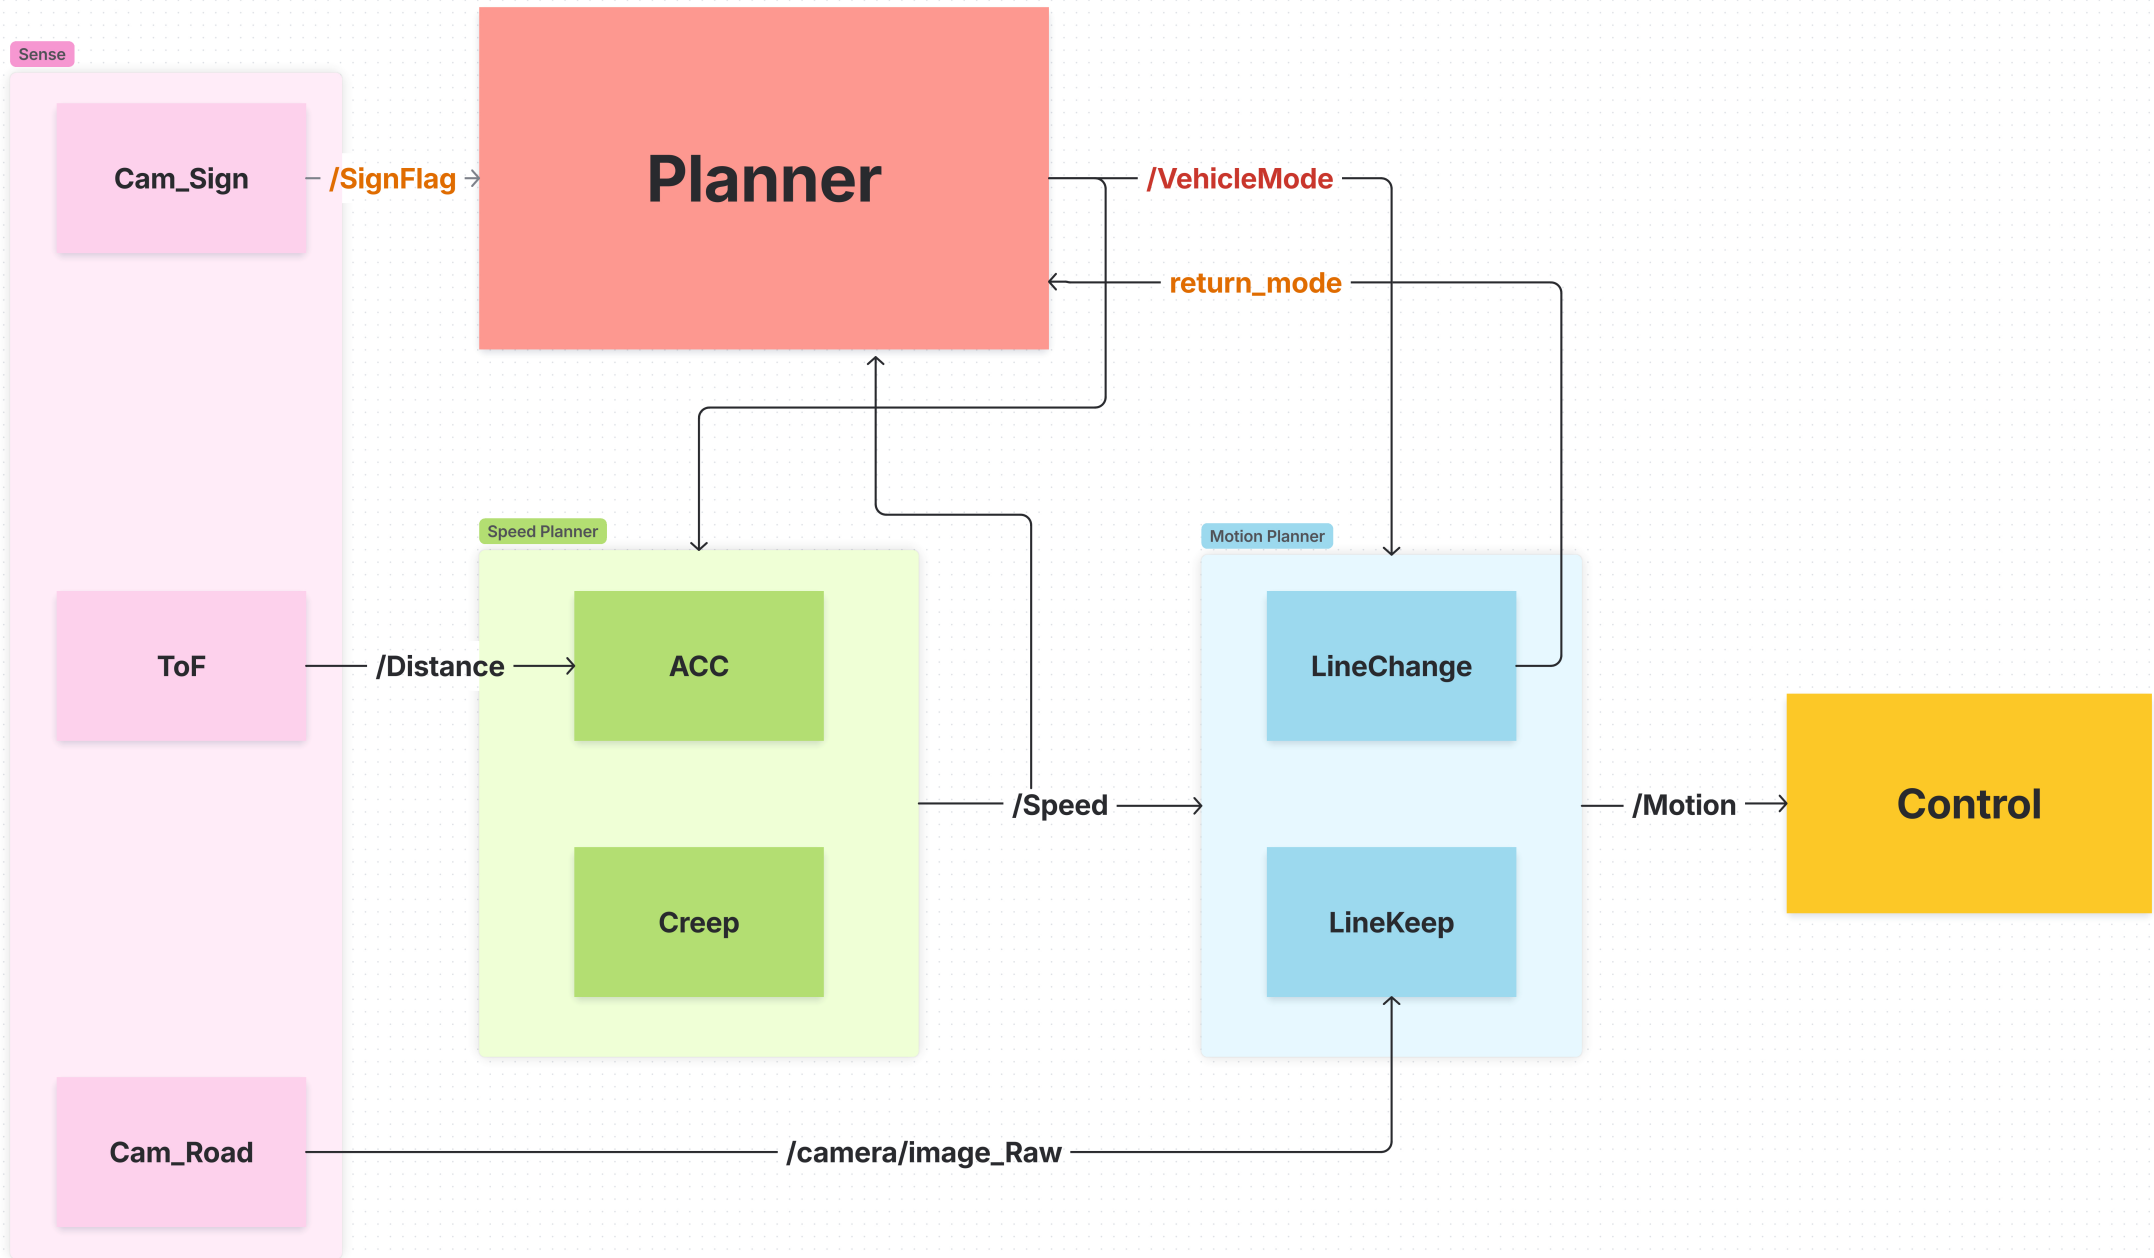 Sense
Cam_Sign
/SignFlag
Planner
/VehicleMode
return_mode
Speed Planner
Motion Planner
ToF
/Distance
ACC
LineChange
/Speed
/Motion
Control
Creep
LineKeep
Cam_Road
/camera/image_Raw